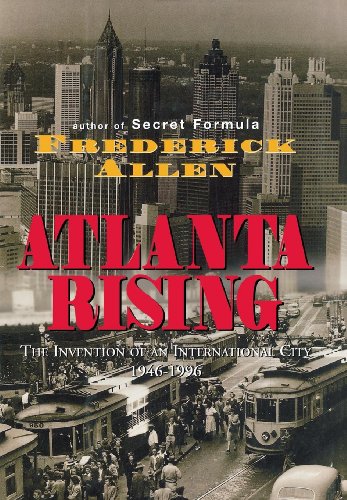 author of Secret Formula
FREDERICK
ALLEN
ATLANTA
RISING
THE INVENTION OF AN INTERNATIONAL CITY
1946-1996